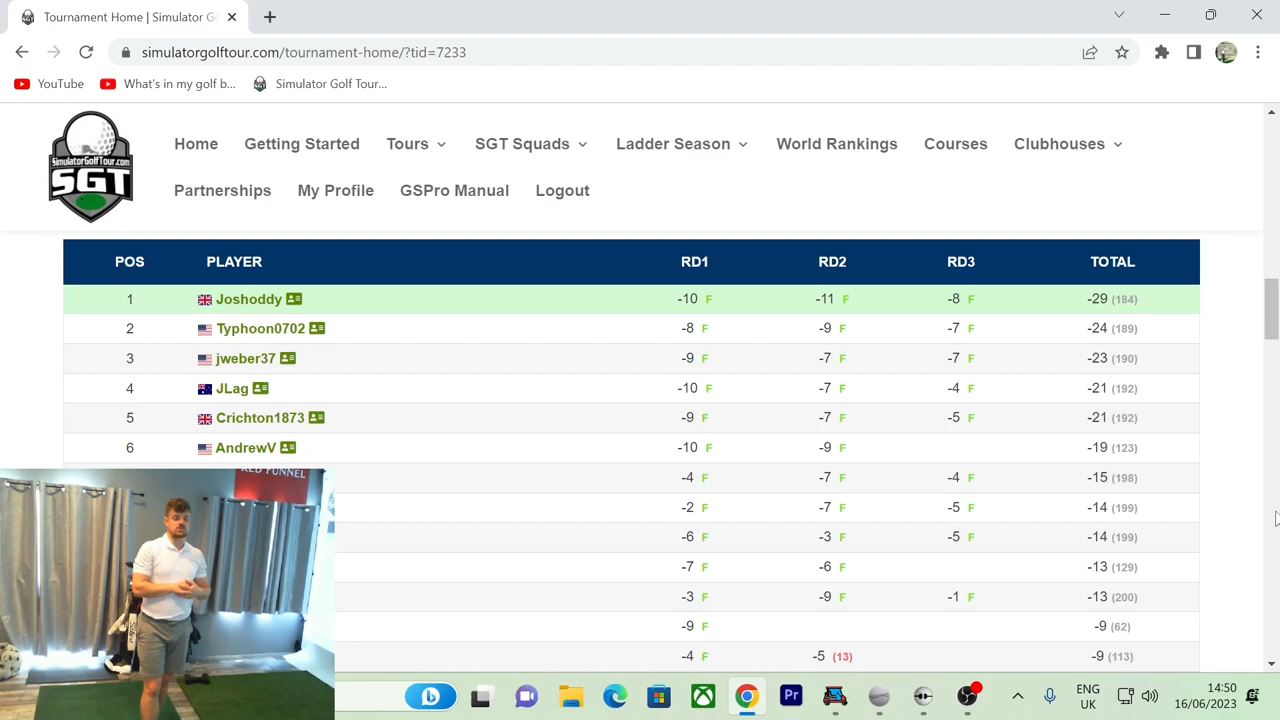 Tournament Home | Simulator Go
simulatorgolftour.com/tournament-home/?tid=7233
YouTube What's in my golf b... Simulator Golf Tour...
SimulatorGolfTour.com
SGT
Home Getting Started Tours SGT Squads Ladder Season World Rankings Courses Clubhouses
Partnerships My Profile GSPro Manual Logout
POS PLAYER RD1 RD2 RD3 TOTAL
1 Joshoddy -10 F -11 F -8 F -29 (184)
2 Typhoon0702 -8 F -9 F -7 F -24 (189)
3 jweber37 -9 F -7 F -7 F -23 (190)
4 JLag -10 F -7 F -4 F -21 (192)
5 Crichton1873 -9 F -7 F -5 F -21 (192)
6 AndrewV -10 F -9 F -19 (123)
-4 F -7 F -4 F -15 (198)
-2 F -7 F -5 F -14 (199)
-6 F -3 F -5 F -14 (199)
-7 F -6 F -13 (129)
-3 F -9 F -1 F -13 (200)
-9 F -9 (62)
-4 F -5 (13) -9 (113)
RED FUNNEL
b Pr ENG 14:50
UK 16/06/2023